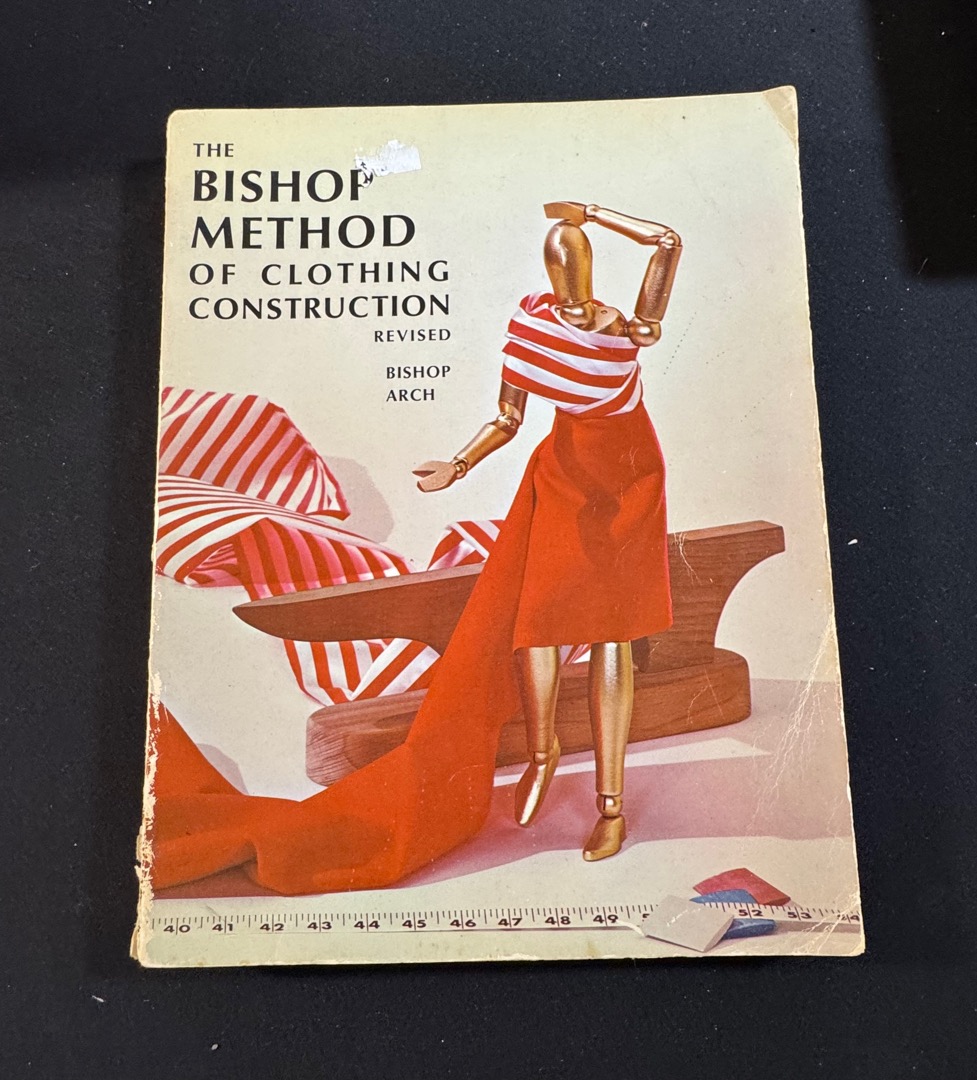 THE
BISHOP
METHOD
OF CLOTHING
CONSTRUCTION
REVISED
BISHOP
ARCH
40 41 42 43 44 45 46 47 48 49 52 53